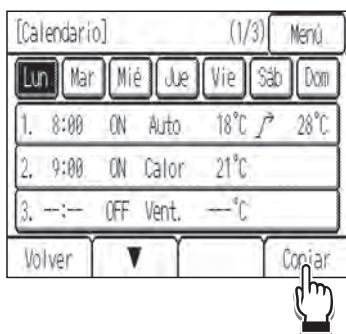 [Calendario] (1/3) Menú
Lun Mar Mié Jue Vie Sáb Dom
1. 8:00 ON Auto 18°C 28°C
2. 9:00 ON Calor 21°C
3. --:-- OFF Vent. ---°C
Volver ▼ Copiar